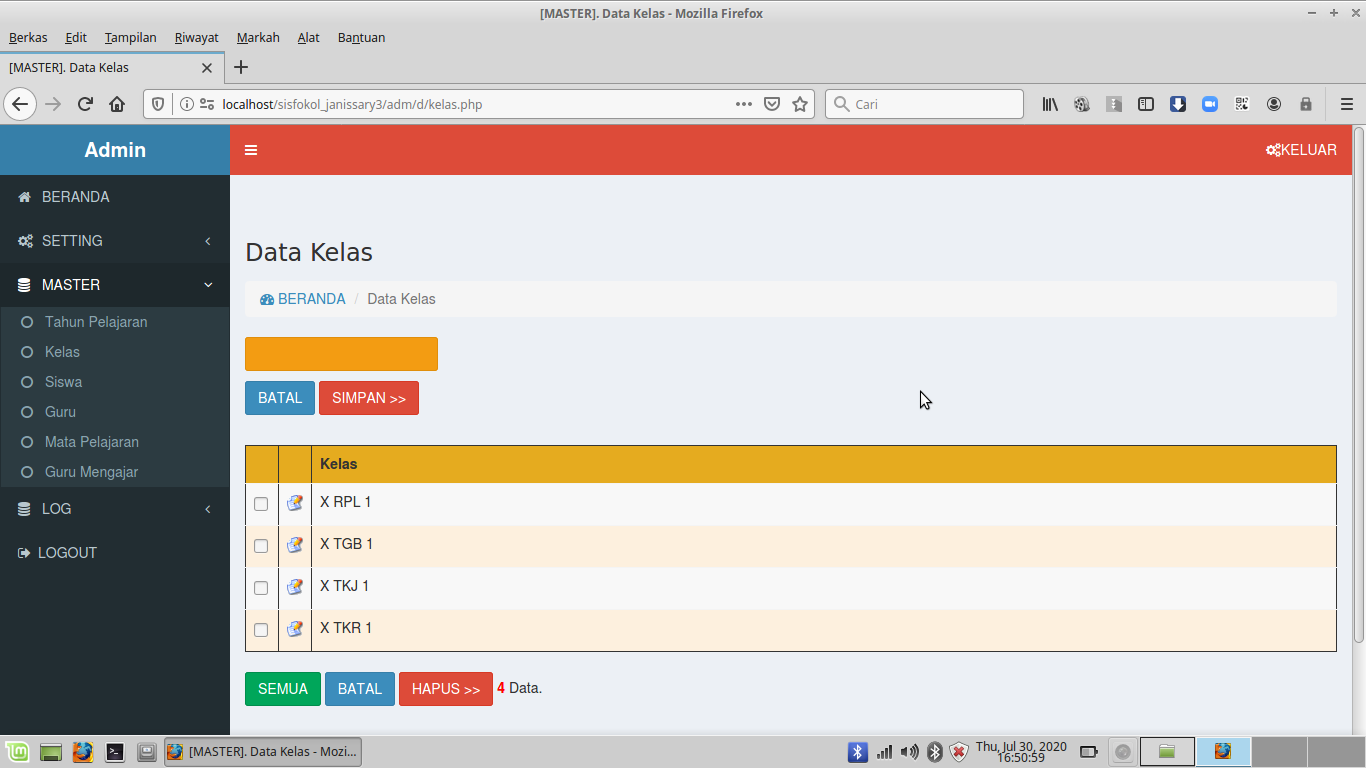 [MASTER]. Data Kelas - Mozilla Firefox
Berkas Edit Tampilan Riwayat Markah Alat Bantuan
[MASTER]. Data Kelas
localhost/sisfokol_janissary3/adm/d/kelas.php
Cari
Admin
KELUAR
BERANDA
SETTING
MASTER
Tahun Pelajaran
Kelas
Siswa
Guru
Mata Pelajaran
Guru Mengajar
LOG
LOGOUT
Data Kelas
BERANDA / Data Kelas
BATAL SIMPAN >>
Kelas
X RPL 1
X TGB 1
X TKJ 1
X TKR 1
SEMUA BATAL HAPUS >> 4 Data.
[MASTER]. Data Kelas - Mozi...
Thu, Jul 30, 2020
16:50:59